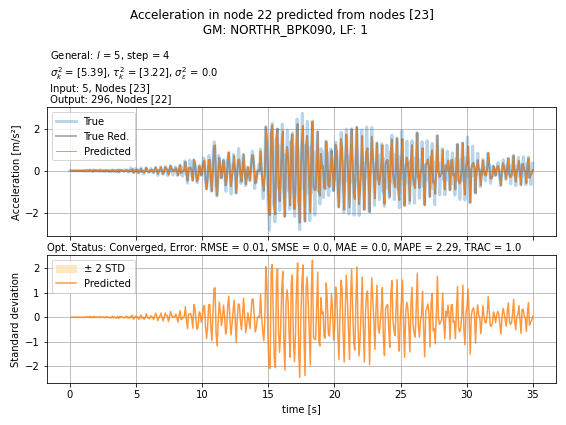 Acceleration in node 22 predicted from nodes [23]
GM: NORTHR_BPK090, LF: 1
General: l = 5, step = 4
σ²ₖ = [5.39], τ²ₖ = [3.22], σ²ε = 0.0
Input: 5, Nodes [23]
Output: 296, Nodes [22]
True
True Red.
Predicted
Acceleration [m/s²]
2
0
−2
Opt. Status: Converged, Error: RMSE = 0.01, SMSE = 0.0, MAE = 0.0, MAPE = 2.29, TRAC = 1.0
± 2 STD
Predicted
Standard deviation
2
1
0
−1
−2
0 5 10 15 20 25 30 35
time [s]